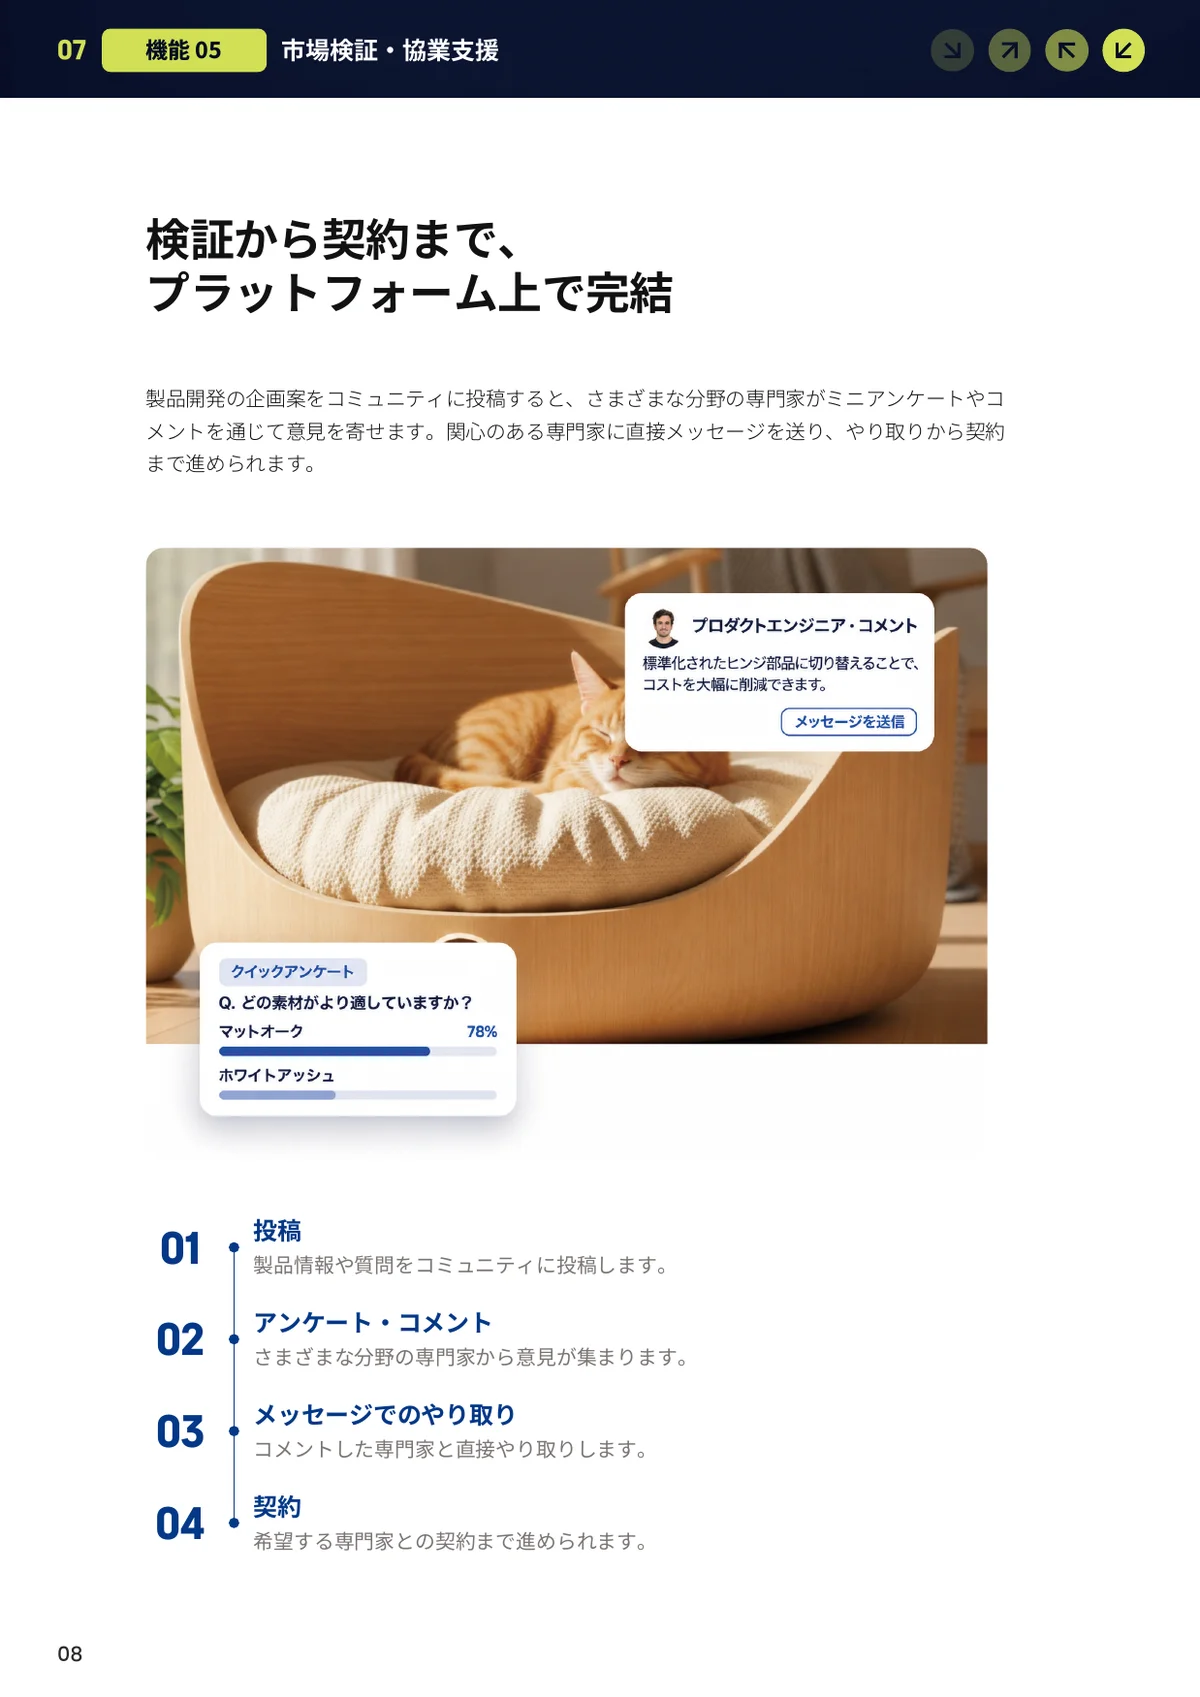 07 機能 05 市場検証・協業支援
検証から契約まで、
プラットフォーム上で完結
製品開発の企画案をコミュニティに投稿すると、さまざまな分野の専門家がミニアンケートやコ
メントを通じて意見を寄せます。関心のある専門家に直接メッセージを送り、やり取りから契約
まで進められます。
プロダクトエンジニア・コメント
標準化されたヒンジ部品に切り替えることで、
コストを大幅に削減できます。
メッセージを送信
クイックアンケート
Q. どの素材がより適していますか？
マットオーク 78%
ホワイトアッシュ
01 投稿
製品情報や質問をコミュニティに投稿します。
02 アンケート・コメント
さまざまな分野の専門家から意見が集まります。
03 メッセージでのやり取り
コメントした専門家と直接やり取りします。
04 契約
希望する専門家との契約まで進められます。
08